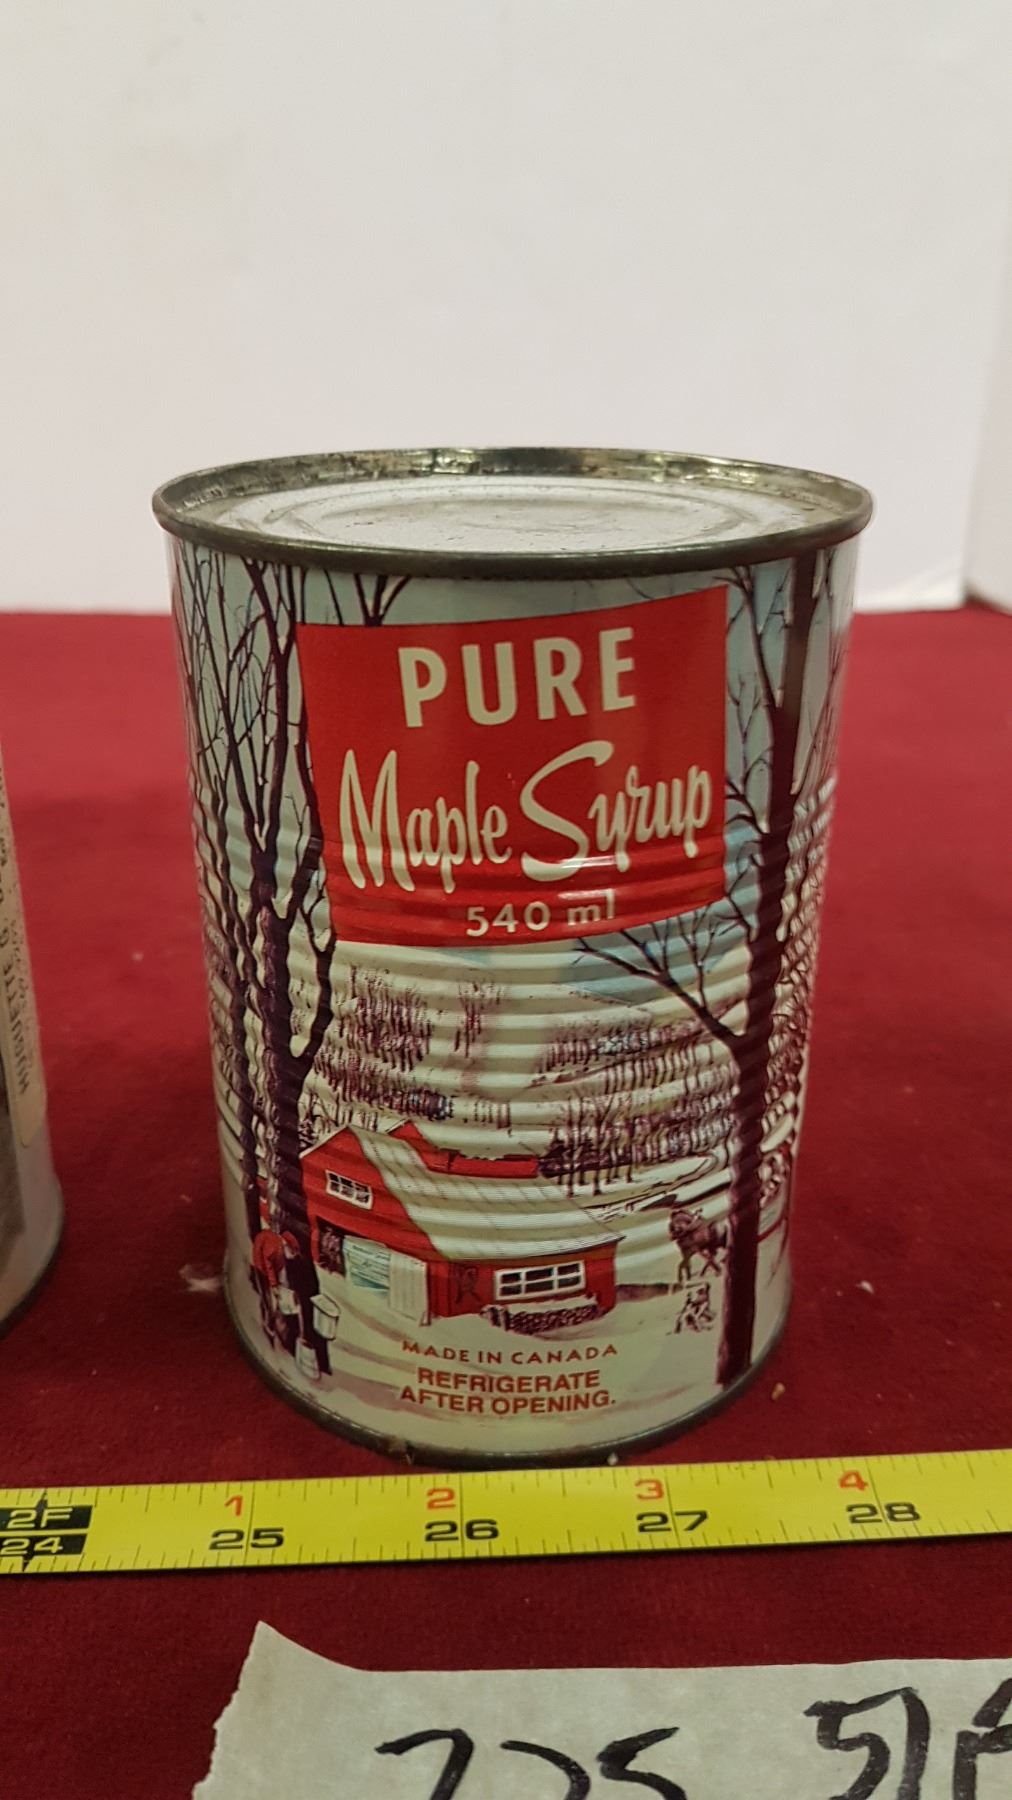 PURE
Maple Syrup
540 ml
MADE IN CANADA
REFRIGERATE
AFTER OPENING.
2F 1 2 3 4
24 25 26 27 28